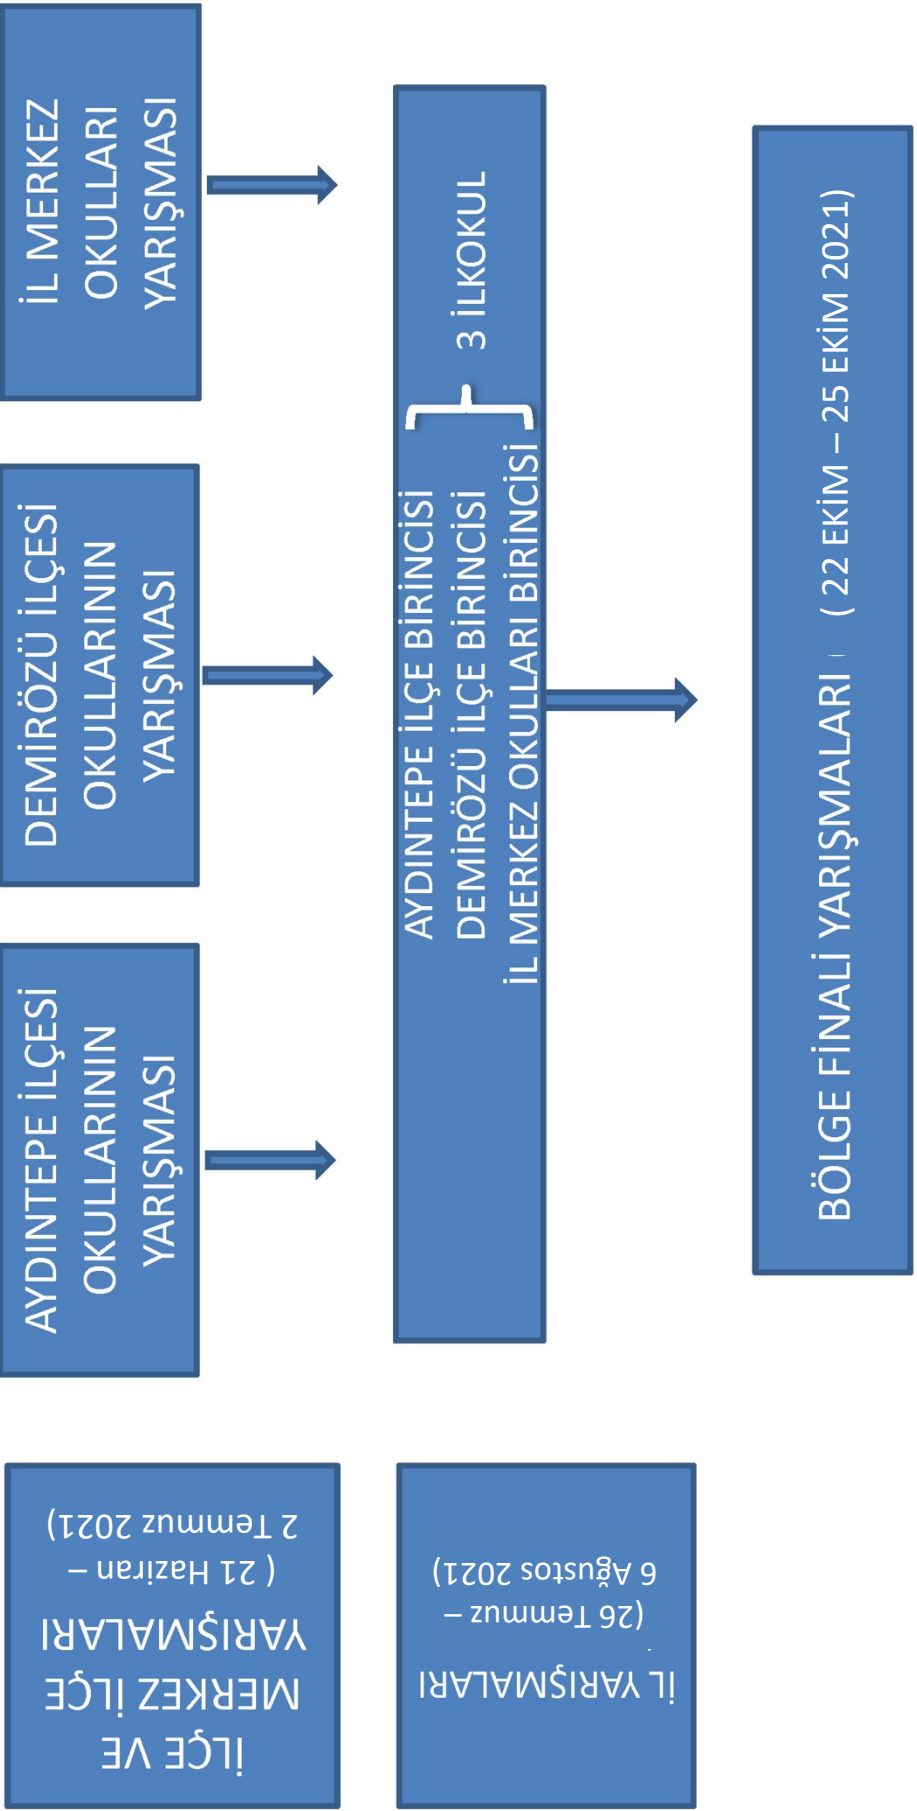 İLÇE VE
MERKEZ İLÇE
YARIŞMALARI
( 21 Haziran –
2 Temmuz 2021)
AYDINTEPE İLÇESİ
OKULLARININ
YARIŞMASI
DEMİRÖZÜ İLÇESİ
OKULLARININ
YARIŞMASI
İL MERKEZ
OKULLARI
YARIŞMASI
İL YARIŞMALARI
(26 Temmuz –
6 Ağustos 2021)
AYDINTEPE İLÇE BİRİNCİSİ
DEMİRÖZÜ İLÇE BİRİNCİSİ
İL MERKEZ OKULLARI BİRİNCİSİ
3 İLKOKUL
BÖLGE FİNALİ YARIŞMALARI ( 22 EKİM – 25 EKİM 2021)